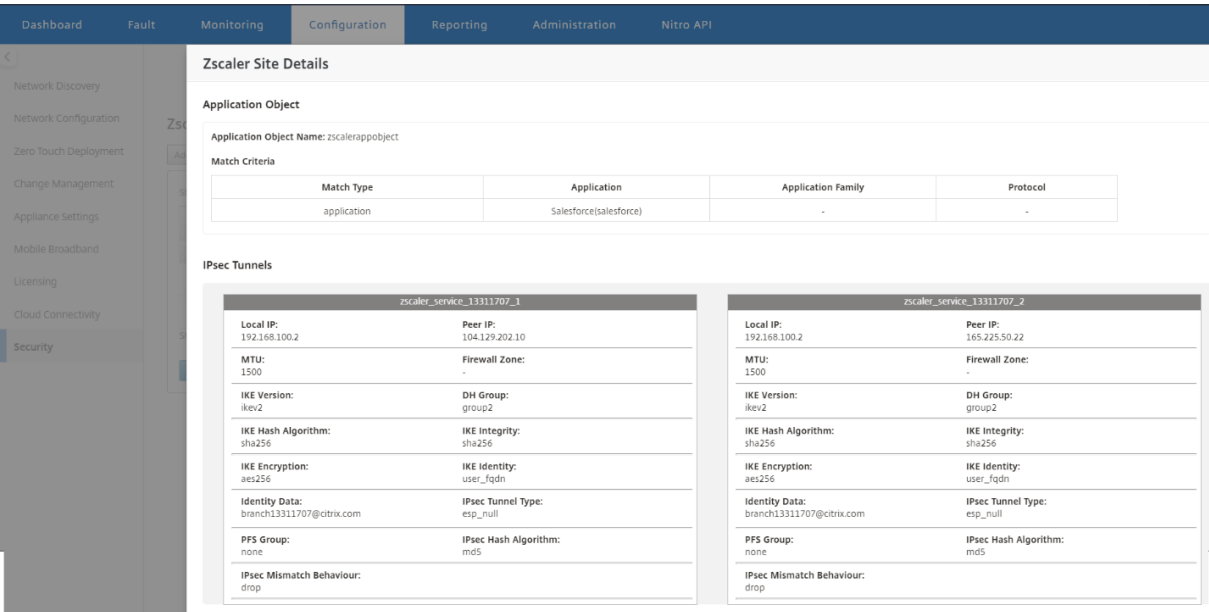 Dashboard Fault Monitoring Configuration Reporting Administration Nitro API
Zscaler Site Details
Network Discovery
Network Configuration
Zero Touch Deployment
Change Management
Appliance Settings
Mobile Broadband
Licensing
Cloud Connectivity
Security
Application Object
Application Object Name: zscalerappobject
Match Criteria
Match Type Application Application Family Protocol
application Salesforce(salesforce) - -
IPsec Tunnels
zscaler_service_13311707_1
Local IP: Peer IP:
192.168.100.2 104.129.202.10
MTU: Firewall Zone:
1500 -
IKE Version: DH Group:
ikev2 group2
IKE Hash Algorithm: IKE Integrity:
sha256 sha256
IKE Encryption: IKE Identity:
aes256 user_fqdn
Identity Data: IPsec Tunnel Type:
branch13311707@citrix.com esp_null
PFS Group: IPsec Hash Algorithm:
none md5
IPsec Mismatch Behaviour:
drop
zscaler_service_13311707_2
Local IP: Peer IP:
192.168.100.2 165.225.50.22
MTU: Firewall Zone:
1500 -
IKE Version: DH Group:
ikev2 group2
IKE Hash Algorithm: IKE Integrity:
sha256 sha256
IKE Encryption: IKE Identity:
aes256 user_fqdn
Identity Data: IPsec Tunnel Type:
branch13311707@citrix.com esp_null
PFS Group: IPsec Hash Algorithm:
none md5
IPsec Mismatch Behaviour:
drop